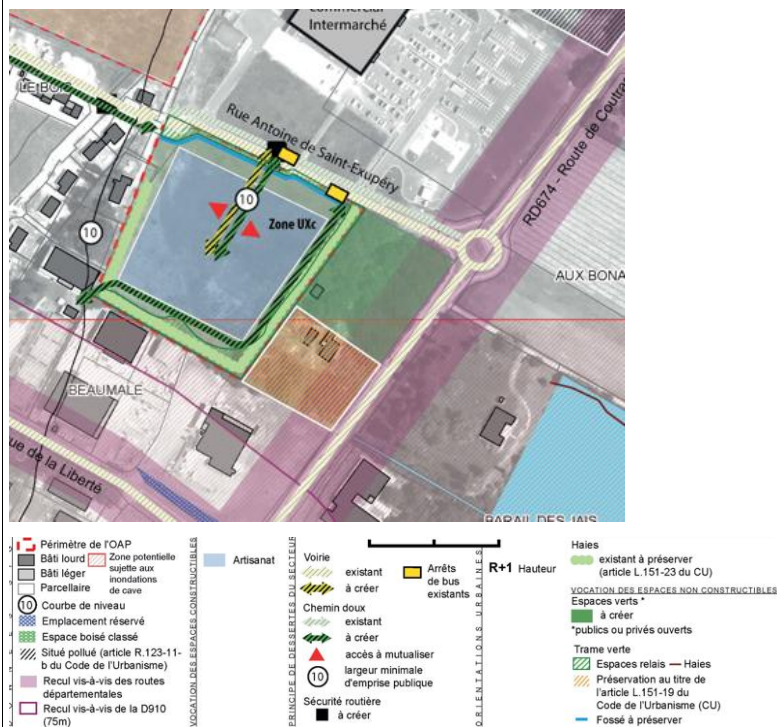 Intermarché
LE BOIS
Rue Antoine de Saint-Exupéry
RD674 - Route de Coutras
10
Zone UXc
10
AUX BONA
BEAUMALE
ue de la Liberté
BARAIL DES JAIS
Périmètre de l'OAP
Bâti lourd
Bâti léger
Parcellaire
Zone potentielle
sujette aux
inondations
de cave
10 Courbe de niveau
Emplacement réservé
Espace boisé classé
Situé pollué (article R.123-11-
b du Code de l'Urbanisme)
Recul vis-à-vis des routes
départementales
Recul vis-à-vis de la D910
(75m)
VOCATION DES ESPACES CONSTRUCTIBLES
Artisanat
PRINCIPE DE DESSERTES DU SECTEUR
Voirie
existant
à créer
Chemin doux
existant
à créer
accès à mutualiser
10 largeur minimale
d'emprise publique
Sécurité routière
à créer
Arrêts
de bus
existants
ORIENTATIONS URBAINES
R+1 Hauteur
Haies
existant à préserver
(article L.151-23 du CU)
VOCATION DES ESPACES NON CONSTRUCTIBLES
Espaces verts *
à créer
*publics ou privés ouverts
Trame verte
Espaces relais
Haies
Préservation au titre de
l'article L.151-19 du
Code de l'Urbanisme (CU)
Fossé à préserver